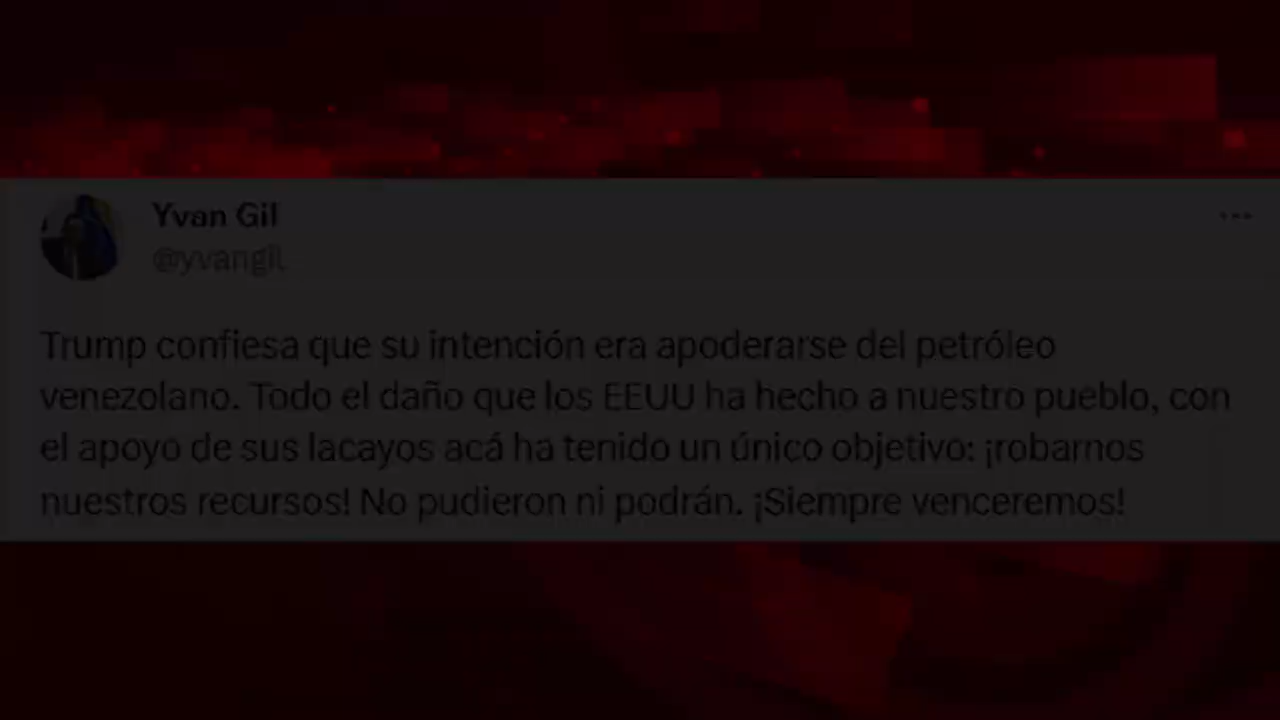 Yvan Gil
@yvangil
Trump confiesa que su intención era apoderarse del petróleo
venezolano. Todo el daño que los EEUU ha hecho a nuestro pueblo, con
el apoyo de sus lacayos acá ha tenido un único objetivo: ¡robarnos
nuestros recursos! No pudieron ni podrán. ¡Siempre venceremos!